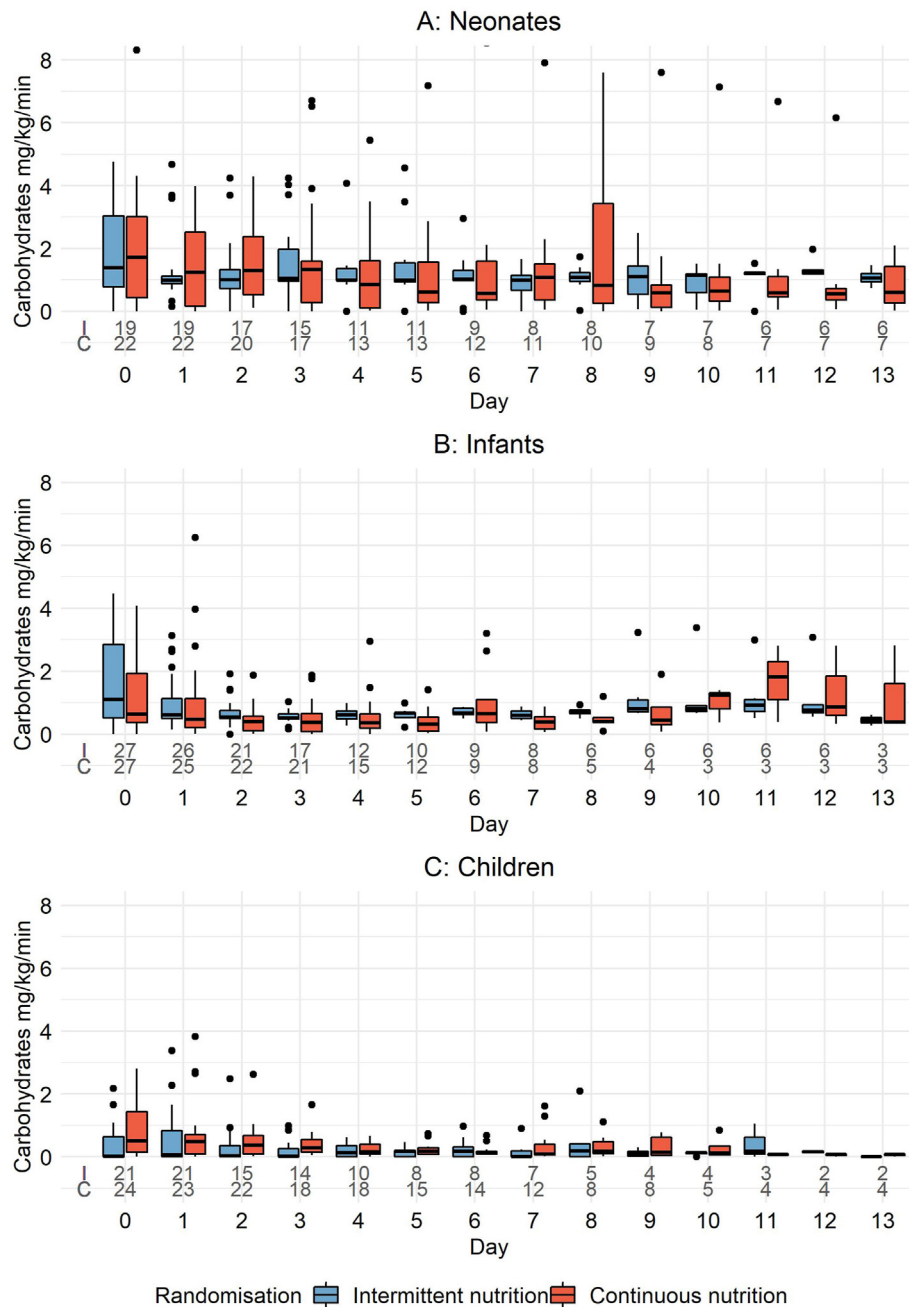 A: Neonates
8
6
4
2
0
Carbohydrates mg/kg/min
I 19 19 17 15 11 11 9 8 8 7 7 6 6 6
C 22 22 20 17 13 13 12 11 10 9 8 7 7 7
0 1 2 3 4 5 6 7 8 9 10 11 12 13
Day
B: Infants
8
6
4
2
0
Carbohydrates mg/kg/min
I 27 26 21 17 12 10 6 8 6 6 6 6 6 3
C 27 25 22 21 15 12 9 8 5 4 3 3 3 3
0 1 2 3 4 5 6 7 8 9 10 11 12 13
Day
C: Children
8
6
4
2
0
Carbohydrates mg/kg/min
I 21 21 15 14 10 8 8 7 5 4 4 3 2 2
C 24 23 22 18 18 15 14 12 8 8 5 4 4 4
0 1 2 3 4 5 6 7 8 9 10 11 12 13
Day
Randomisation Intermittent nutrition Continuous nutrition